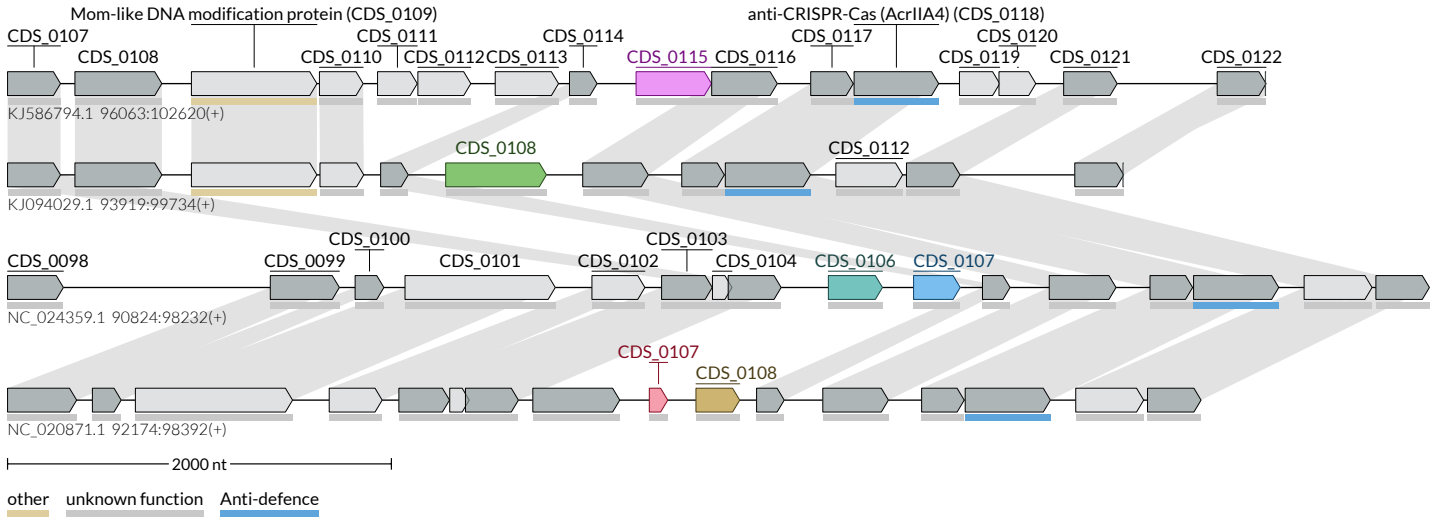 Mom-like DNA modification protein (CDS_0109) anti-CRISPR-Cas (AcrIIA4) (CDS_0118)
CDS_0107 CDS_0111 CDS_0114 CDS_0117 CDS_0120
CDS_0108 CDS_0110 CDS_0112 CDS_0113 CDS_0115 CDS_0116 CDS_0119 CDS_0121 CDS_0122
KJ586794.1 96063:102620(+)
CDS_0108 CDS_0112
KJ094029.1 93919:99734(+)
CDS_0100 CDS_0103
CDS_0098 CDS_0099 CDS_0101 CDS_0102 CDS_0104 CDS_0106 CDS_0107
NC_024359.1 90824:98232(+)
CDS_0107
CDS_0108
NC_020871.1 92174:98392(+)
2000 nt
other unknown function Anti-defence